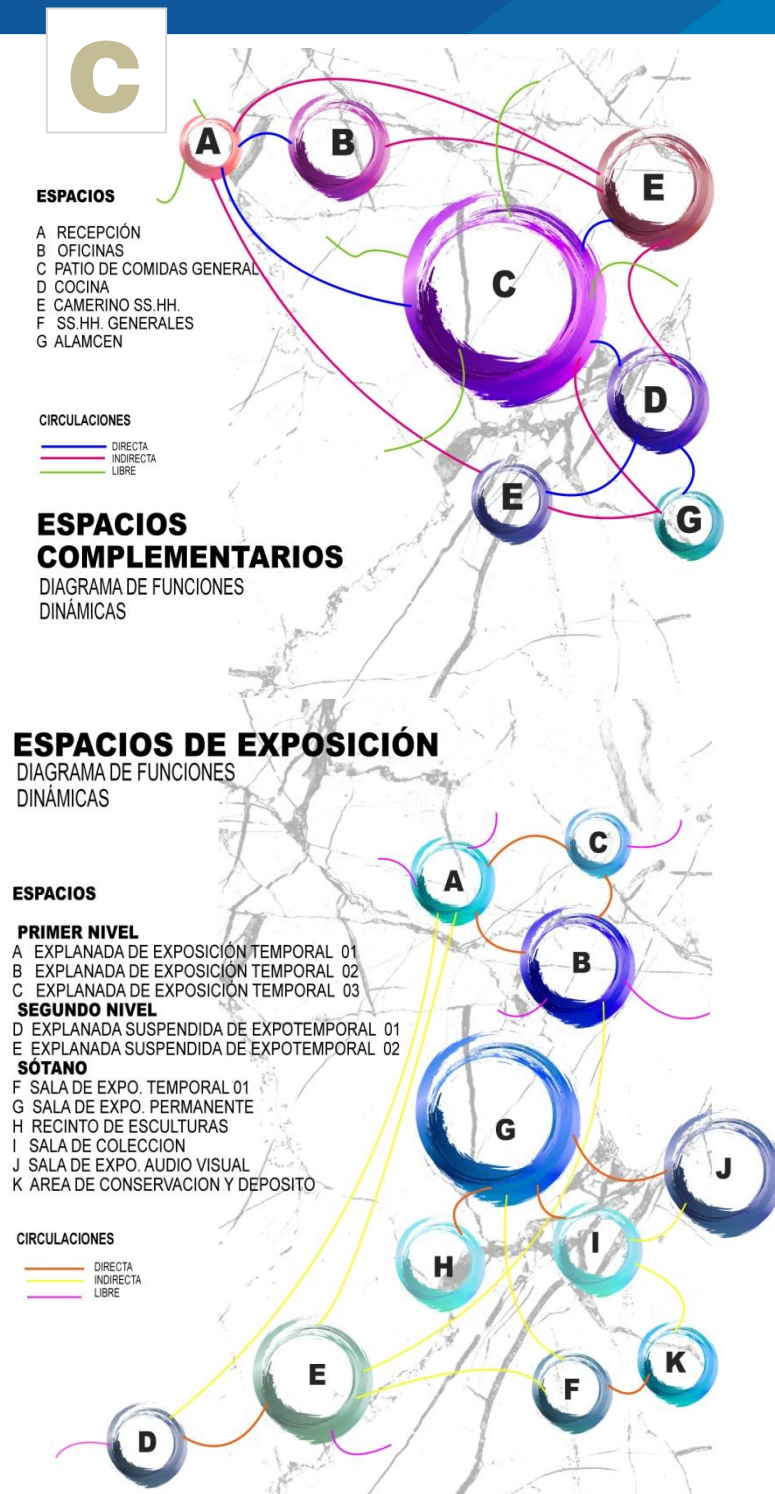 C
A
B
E
C
D
E
G
ESPACIOS
A RECEPCIÓN
B OFICINAS
C PATIO DE COMIDAS GENERAL
D COCINA
E CAMERINO SS.HH.
F SS.HH. GENERALES
G ALAMCEN
CIRCULACIONES
DIRECTA
INDIRECTA
LIBRE
ESPACIOS
COMPLEMENTARIOS
DIAGRAMA DE FUNCIONES
DINÁMICAS
ESPACIOS DE EXPOSICIÓN
DIAGRAMA DE FUNCIONES
DINÁMICAS
ESPACIOS
PRIMER NIVEL
A EXPLANADA DE EXPOSICIÓN TEMPORAL 01
B EXPLANADA DE EXPOSICIÓN TEMPORAL 02
C EXPLANADA DE EXPOSICIÓN TEMPORAL 03
SEGUNDO NIVEL
D EXPLANADA SUSPENDIDA DE EXPOTEMPORAL 01
E EXPLANADA SUSPENDIDA DE EXPOTEMPORAL 02
SÓTANO
F SALA DE EXPO. TEMPORAL 01
G SALA DE EXPO. PERMANENTE
H RECINTO DE ESCULTURAS
I SALA DE COLECCION
J SALA DE EXPO. AUDIO VISUAL
K AREA DE CONSERVACION Y DEPOSITO
CIRCULACIONES
DIRECTA
INDIRECTA
LIBRE
C
A
B
G
J
I
H
K
E
F
D